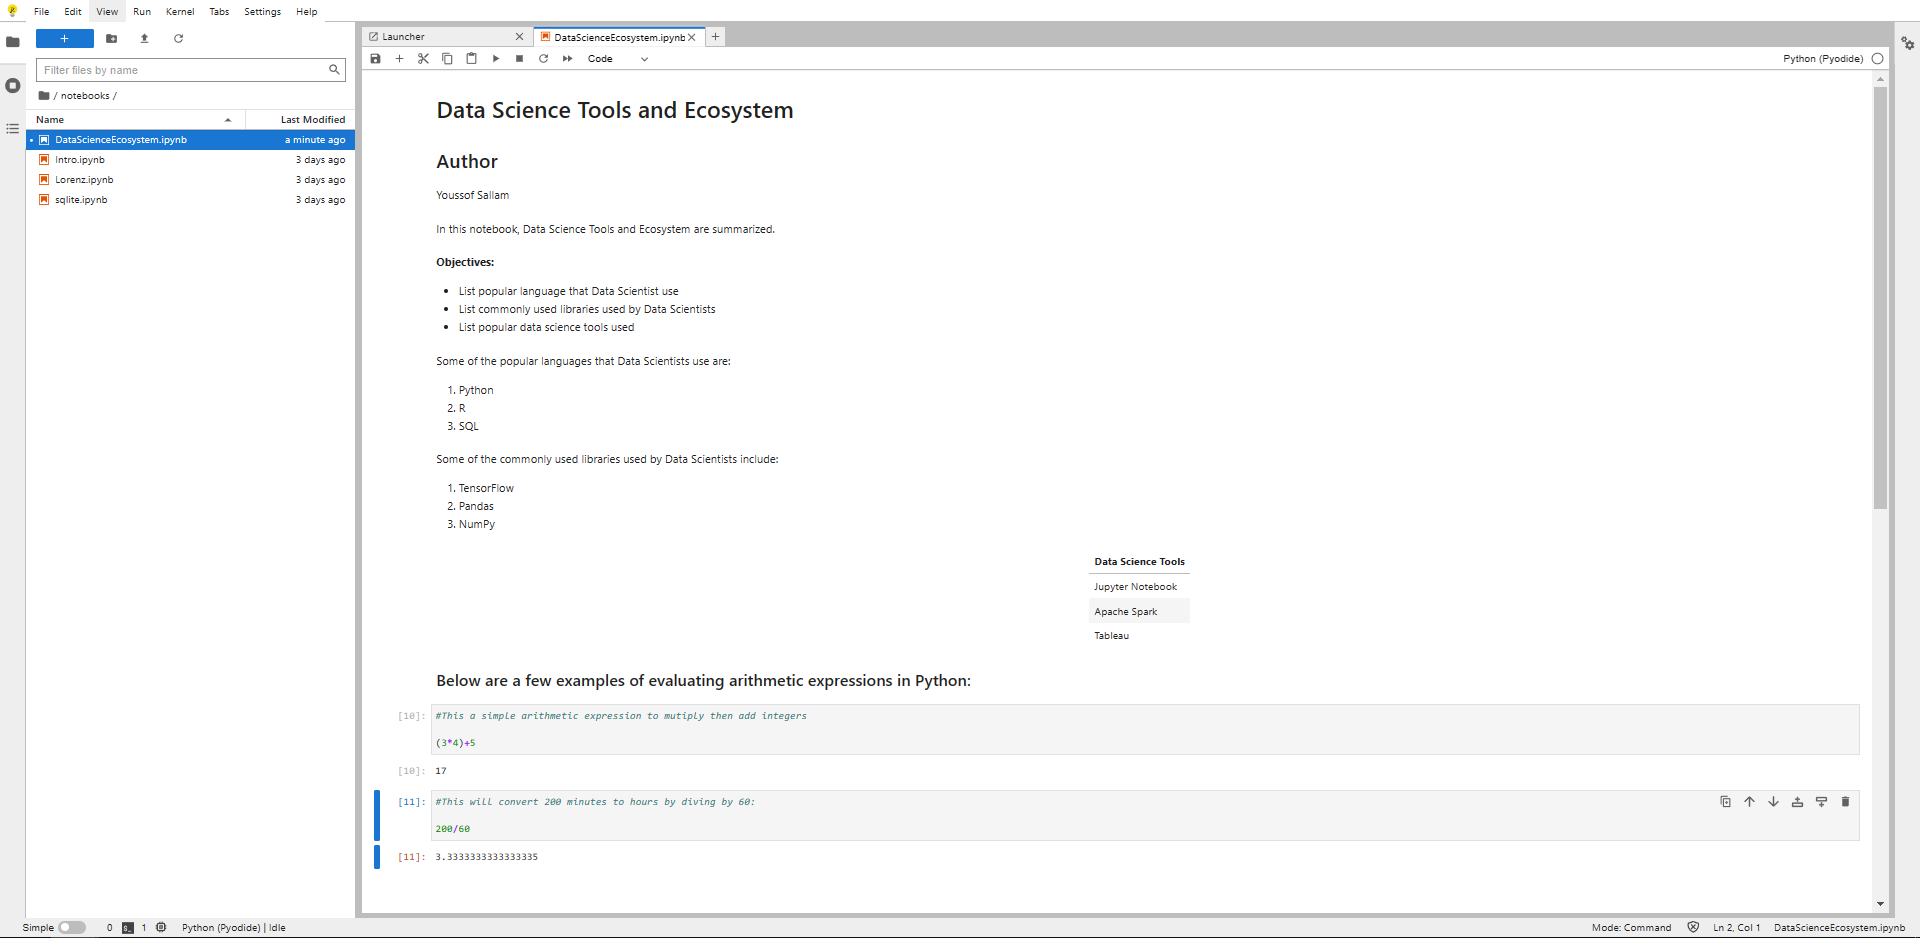 File Edit View Run Kernel Tabs Settings Help
Filter files by name
/ notebooks /
Name Last Modified
DataScienceEcosystem.ipynb a minute ago
Intro.ipynb 3 days ago
Lorenz.ipynb 3 days ago
sqlite.ipynb 3 days ago
Launcher
DataScienceEcosystem.ipynb
Code
Python (Pyodide)
Data Science Tools and Ecosystem
Author
Youssof Sallam
In this notebook, Data Science Tools and Ecosystem are summarized.
Objectives:
• List popular language that Data Scientist use
• List commonly used libraries used by Data Scientists
• List popular data science tools used
Some of the popular languages that Data Scientists use are:
1. Python
2. R
3. SQL
Some of the commonly used libraries used by Data Scientists include:
1. TensorFlow
2. Pandas
3. NumPy
Data Science Tools
Jupyter Notebook
Apache Spark
Tableau
Below are a few examples of evaluating arithmetic expressions in Python:
[10]: #This a simple arithmetic expression to mutiply then add integers
(3*4)+5
[10]: 17
[11]: #This will convert 200 minutes to hours by diving by 60:
200/60
[11]: 3.3333333333333335
Simple 0 1 Python (Pyodide) | Idle Mode: Command Ln 2, Col 1 DataScienceEcosystem.ipynb